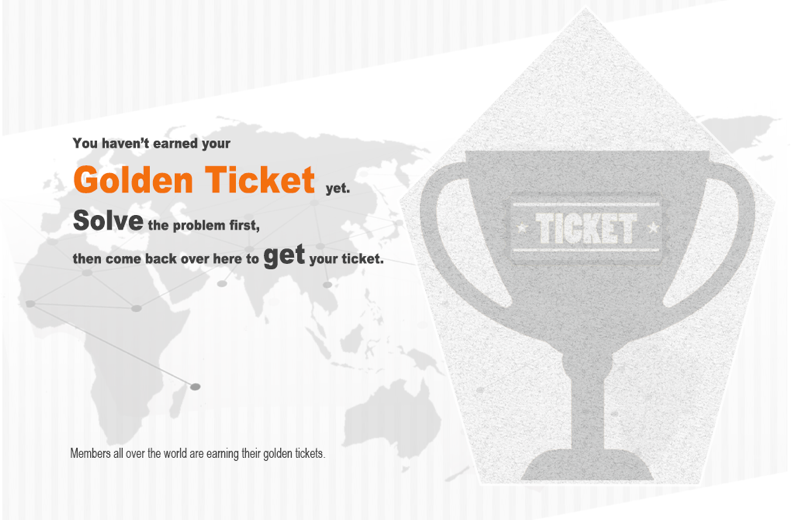 You haven't earned your
Golden Ticket yet.
Solve the problem first,
then come back over here to get your ticket.
TICKET
Members all over the world are earning their golden tickets.